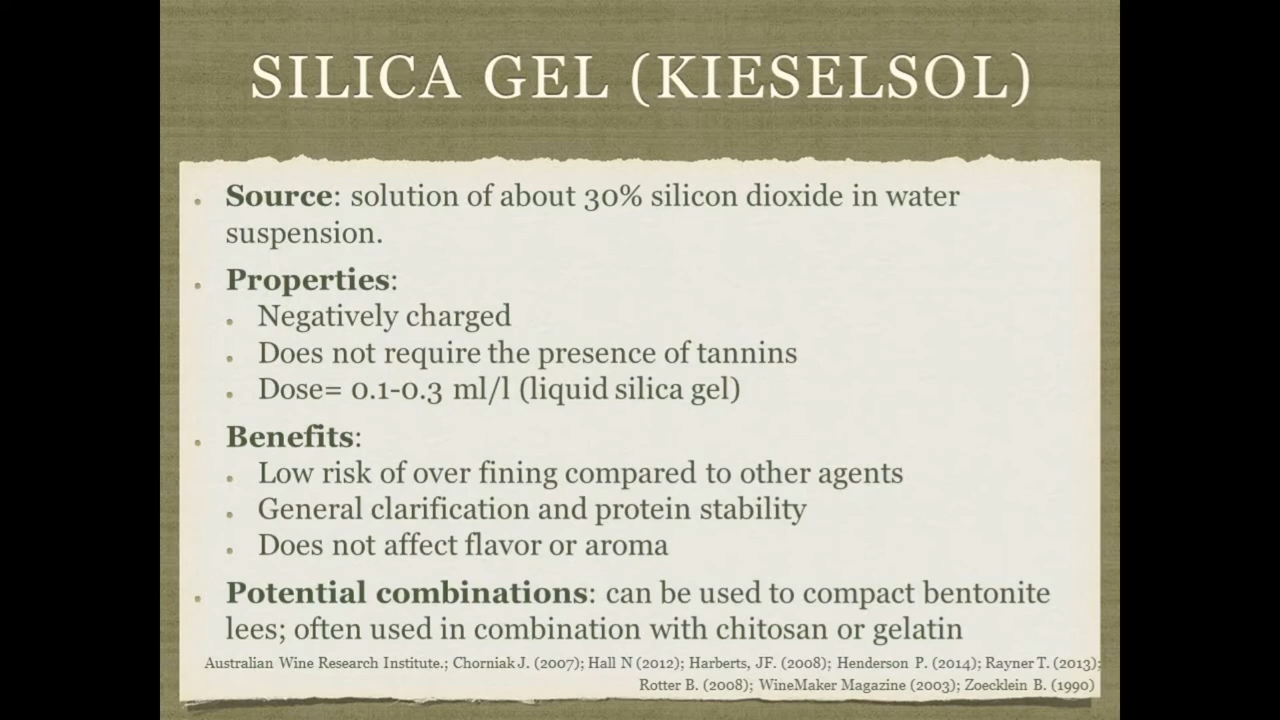 SILICA GEL (KIESELSOL)
Source: solution of about 30% silicon dioxide in water
suspension.
Properties:
Negatively charged
Does not require the presence of tannins
Dose= 0.1-0.3 ml/l (liquid silica gel)
Benefits:
Low risk of over fining compared to other agents
General clarification and protein stability
Does not affect flavor or aroma
Potential combinations: can be used to compact bentonite
lees; often used in combination with chitosan or gelatin
Australian Wine Research Institute.; Chorniak J. (2007); Hall N (2012); Harberts, JF. (2008); Henderson P. (2014); Rayner T. (2013);
Rotter B. (2008); WineMaker Magazine (2003); Zoecklein B. (1990)